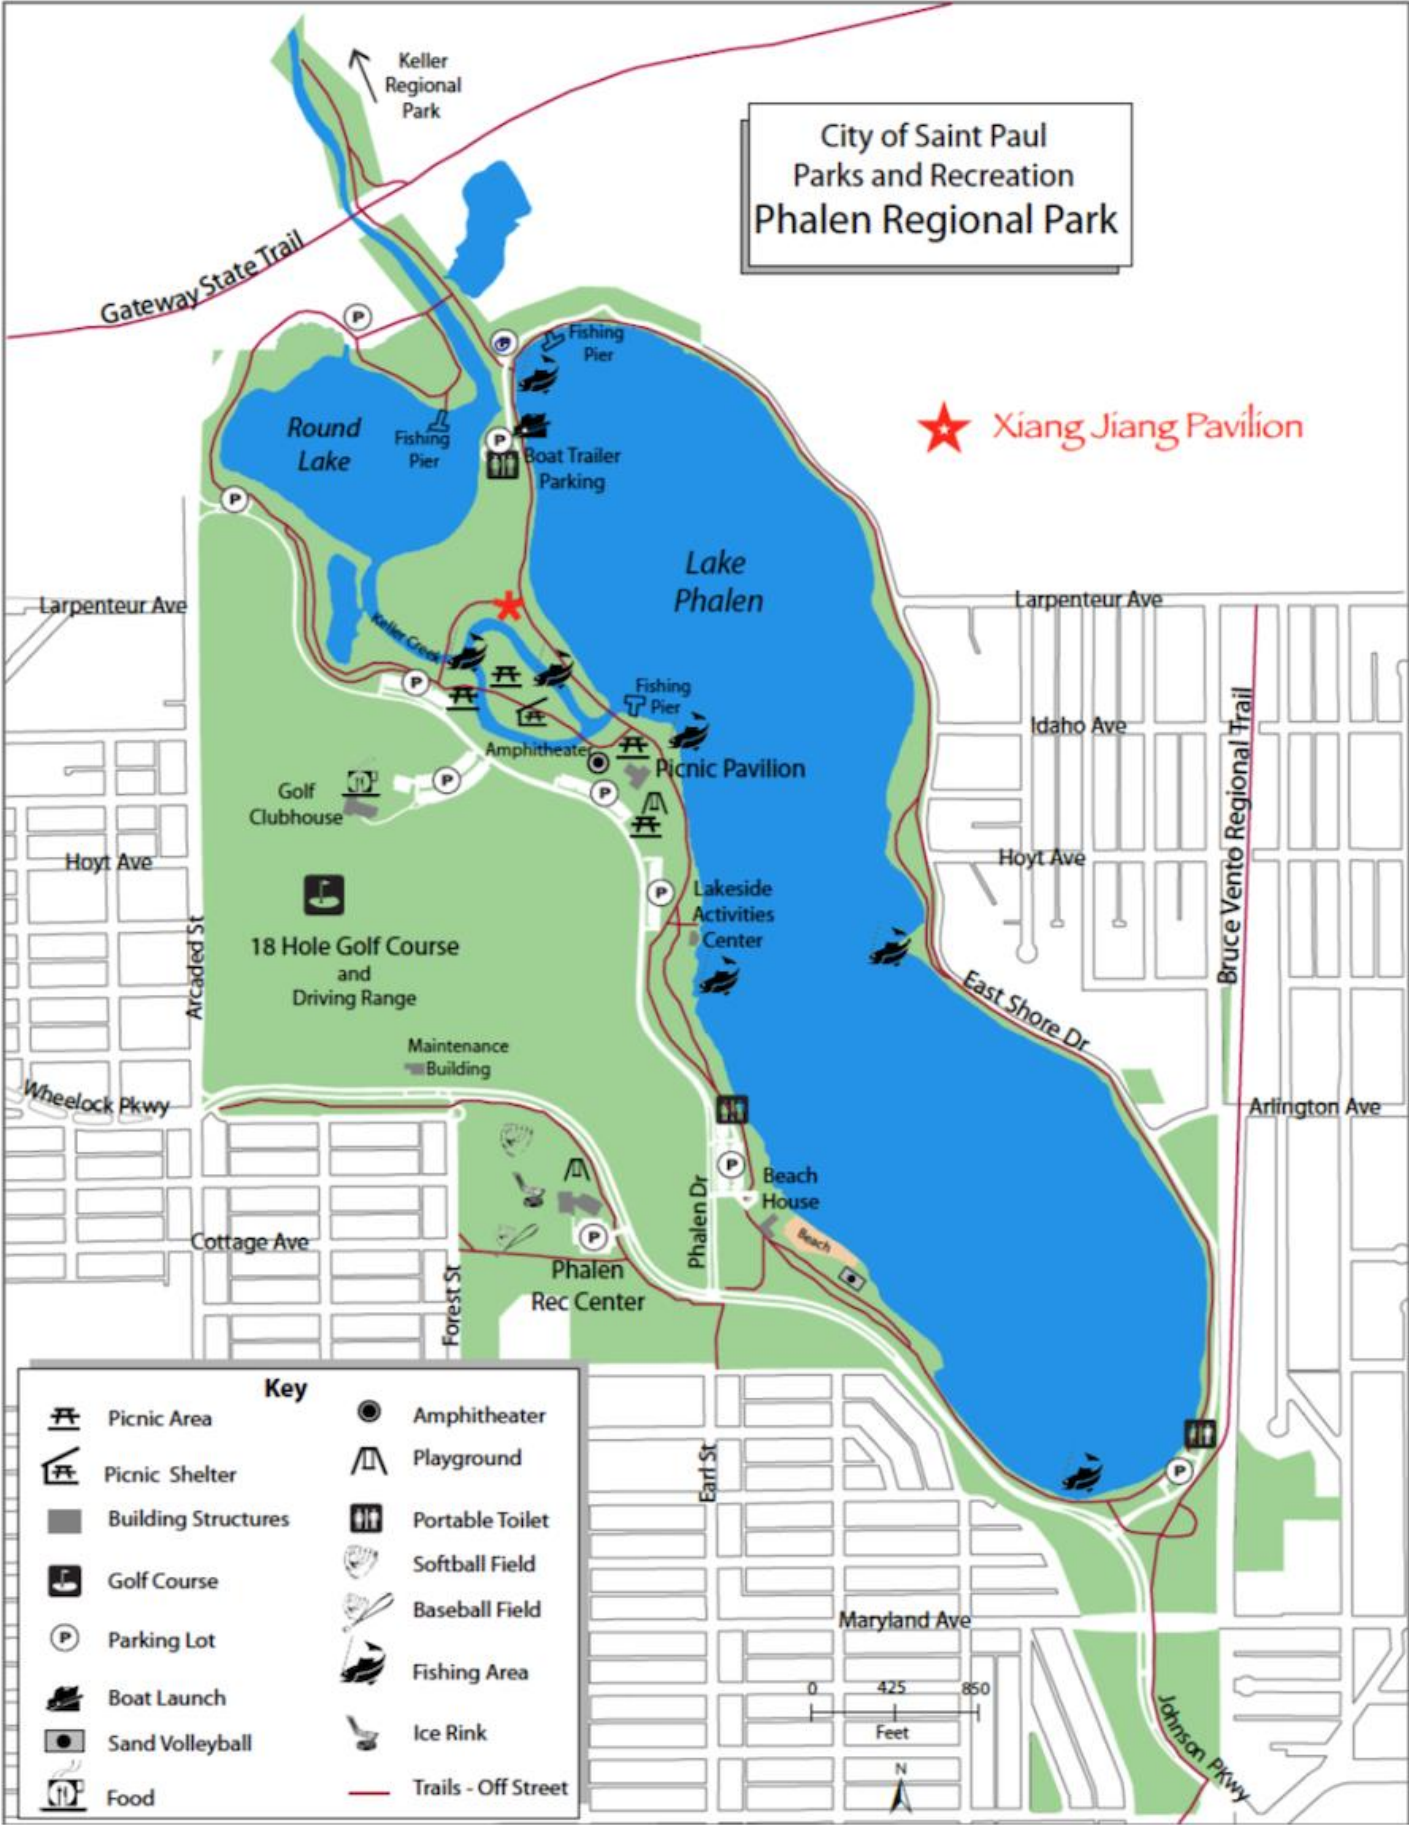 Keller
Regional
Park
City of Saint Paul
Parks and Recreation
Phalen Regional Park
Gateway State Trail
P
Fishing
Pier
Xiang Jiang Pavilion
Round
Lake
Fishing
Pier
P
Boat Trailer
Parking
P
Lake
Phalen
Larpenteur Ave
Larpenteur Ave
Keller Creek
P
Fishing
Pier
Idaho Ave
Bruce Vento Regional Trail
Amphitheater
Picnic Pavilion
P
P
Golf
Clubhouse
Hoyt Ave
Hoyt Ave
P
Lakeside
Activities
Center
Arcaded St
18 Hole Golf Course
and
Driving Range
East Shore Dr
Maintenance
Building
Wheelock Pkwy
Arlington Ave
P
Beach
House
Phalen Dr
Beach
Cottage Ave
P
Phalen
Rec Center
Forest St
Key
Picnic Area
Picnic Shelter
Building Structures
Golf Course
P
Parking Lot
Boat Launch
Sand Volleyball
Food
Amphitheater
Playground
Portable Toilet
Softball Field
Baseball Field
Fishing Area
Ice Rink
Trails - Off Street
Earl St
P
Maryland Ave
0 425 850
Feet
N
Johnson PKwy